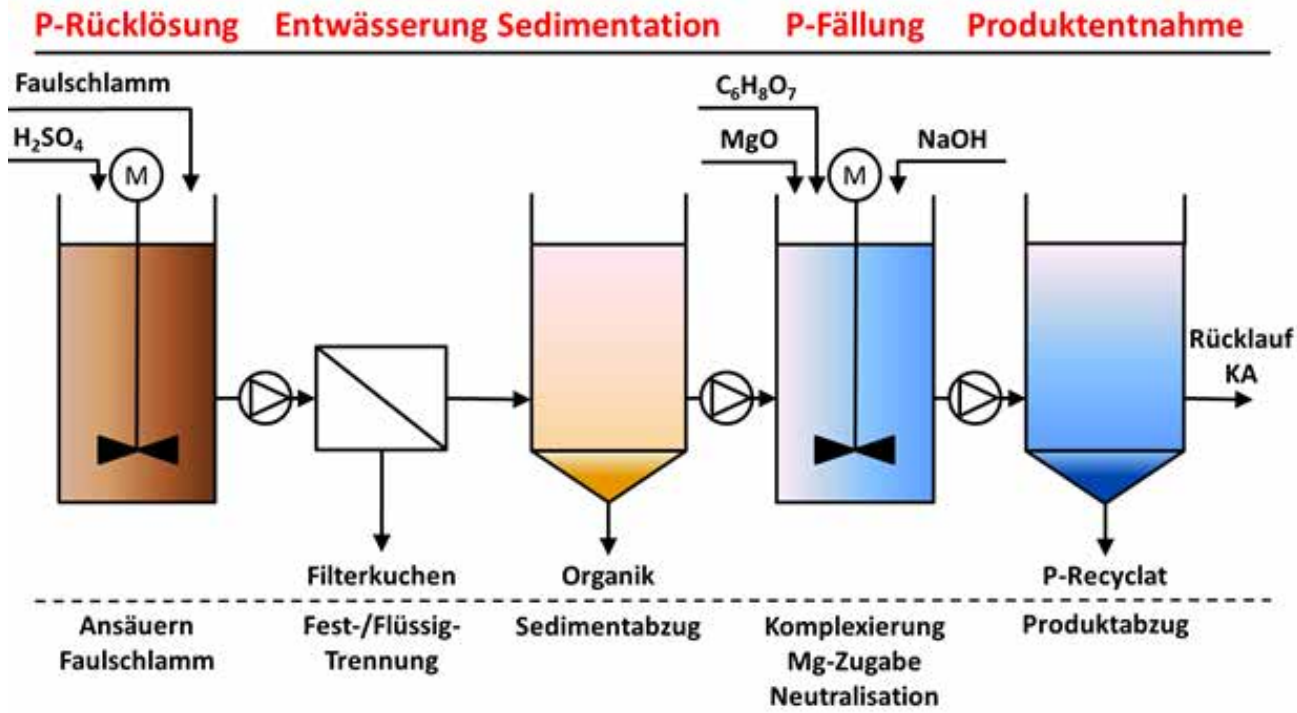 P-Rücklösung Entwässerung Sedimentation P-Fällung Produktentnahme
Faulschlamm
H₂SO₄
M
C₆H₈O₇
MgO
M
NaOH
Rücklauf
KA
Filterkuchen
Organik
P-Recyclat
Ansäuern
Faulschlamm
Fest-/Flüssig-
Trennung
Sedimentabzug
Komplexierung
Mg-Zugabe
Neutralisation
Produktabzug